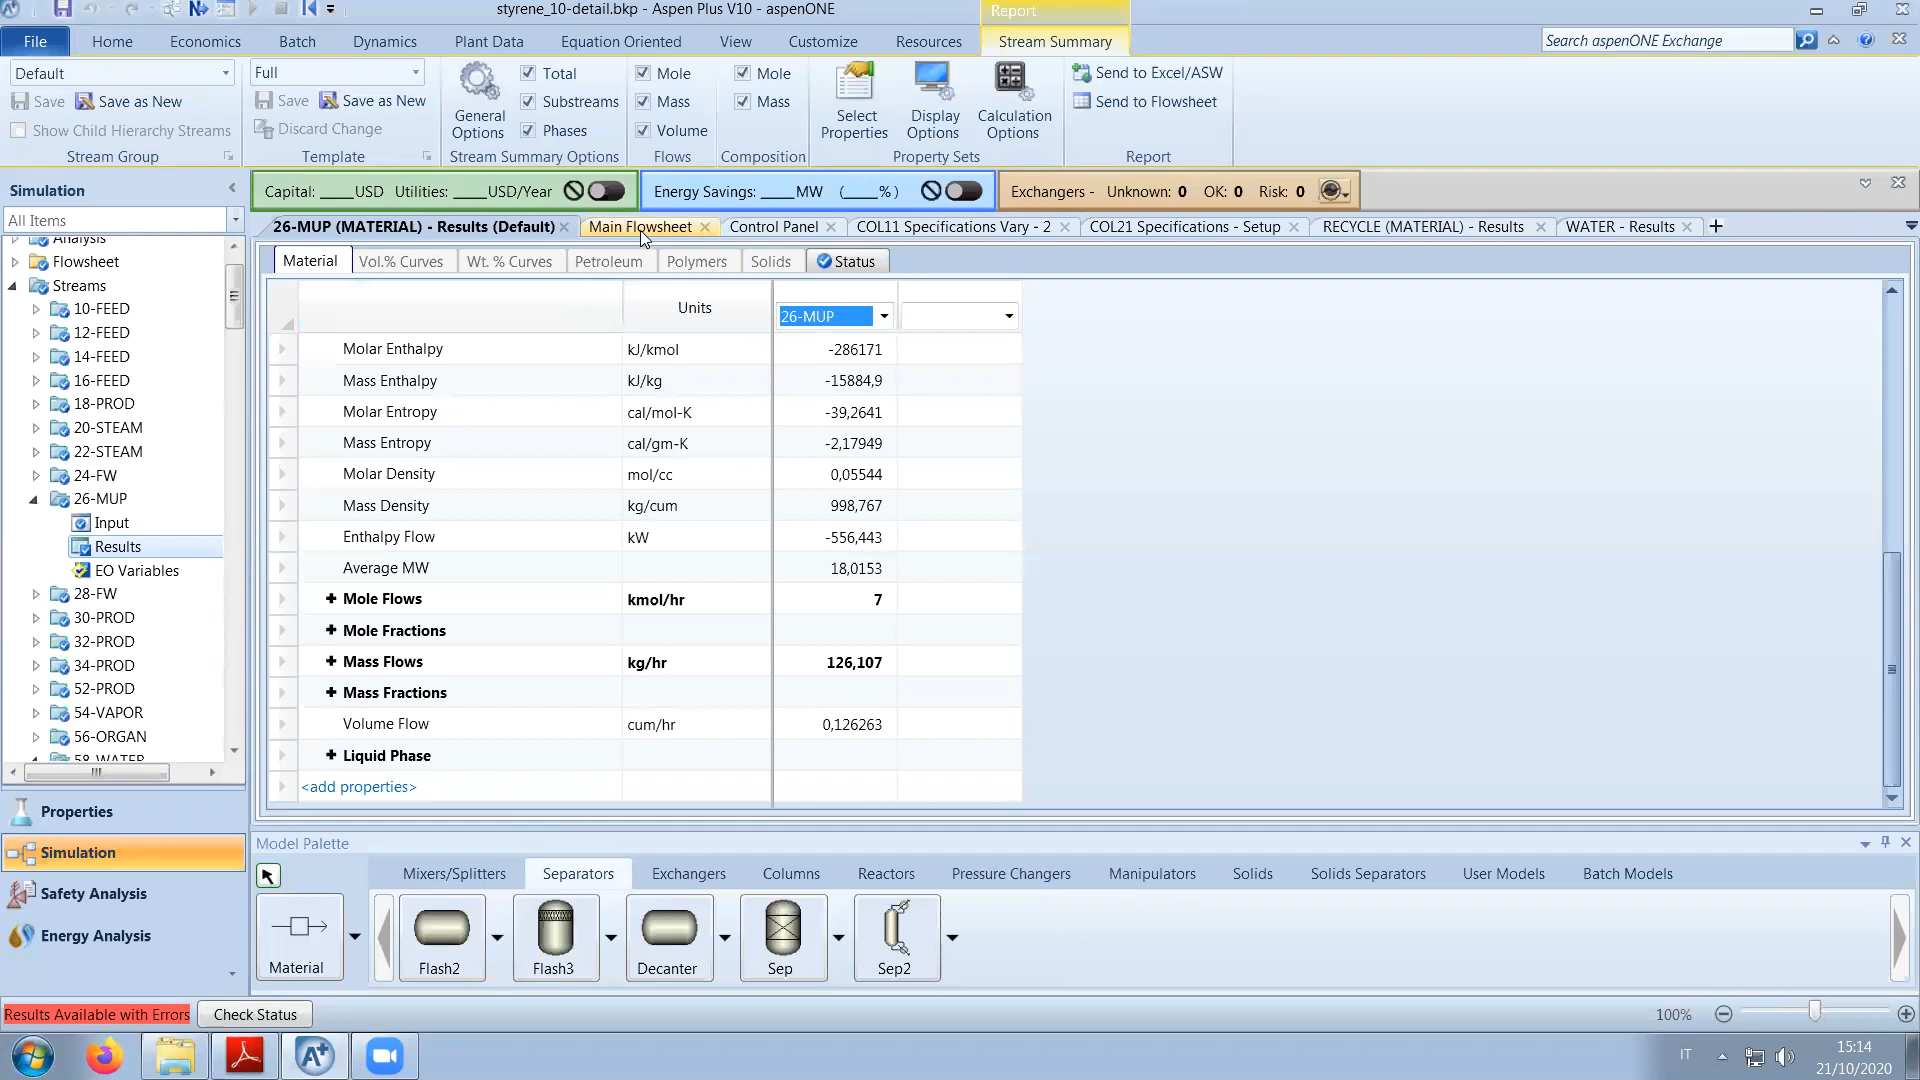 styrene_10-detail.bkp - Aspen Plus V10 - aspenONE
Report
File Home Economics Batch Dynamics Plant Data Equation Oriented View Customize Resources Stream Summary
Search aspenONE Exchange
Default
Save Save as New
Show Child Hierarchy Streams
Stream Group
Full
Save Save as New
Discard Change
Template
General Options
Total
Substreams
Phases
Stream Summary Options
Mole
Mass
Volume
Flows
Mole
Mass
Composition
Select Properties
Display Options
Calculation Options
Property Sets
Send to Excel/ASW
Send to Flowsheet
Report
Simulation
All Items
Capital: ____USD Utilities: ____USD/Year
Energy Savings: ____MW (____%)
Exchangers - Unknown: 0 OK: 0 Risk: 0
26-MUP (MATERIAL) - Results (Default)
Main Flowsheet
Control Panel
COL11 Specifications Vary - 2
COL21 Specifications - Setup
RECYCLE (MATERIAL) - Results
WATER - Results
Material Vol.% Curves Wt. % Curves Petroleum Polymers Solids Status
Analysis
Flowsheet
Streams
10-FEED
12-FEED
14-FEED
16-FEED
18-PROD
20-STEAM
22-STEAM
24-FW
26-MUP
Input
Results
EO Variables
28-FW
30-PROD
32-PROD
34-PROD
52-PROD
54-VAPOR
56-ORGAN
58-WATER
Units 26-MUP
Molar Enthalpy kJ/kmol -286171
Mass Enthalpy kJ/kg -15884,9
Molar Entropy cal/mol-K -39,2641
Mass Entropy cal/gm-K -2,17949
Molar Density mol/cc 0,05544
Mass Density kg/cum 998,767
Enthalpy Flow kW -556,443
Average MW 18,0153
+ Mole Flows kmol/hr 7
+ Mole Fractions
+ Mass Flows kg/hr 126,107
+ Mass Fractions
Volume Flow cum/hr 0,126263
+ Liquid Phase
<add properties>
Properties
Simulation
Safety Analysis
Energy Analysis
Model Palette
Mixers/Splitters Separators Exchangers Columns Reactors Pressure Changers Manipulators Solids Solids Separators User Models Batch Models
Material Flash2 Flash3 Decanter Sep Sep2
Results Available with Errors Check Status
100%
IT
15:14
21/10/2020